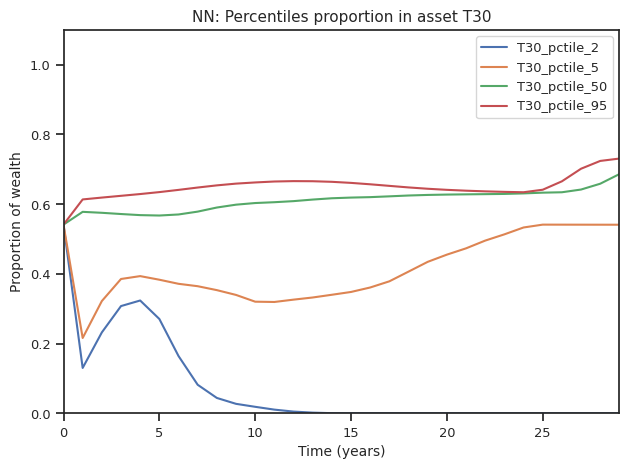 NN: Percentiles proportion in asset T30
T30_pctile_2
T30_pctile_5
T30_pctile_50
T30_pctile_95
Proportion of wealth
1.0
0.8
0.6
0.4
0.2
0.0
0 5 10 15 20 25
Time (years)